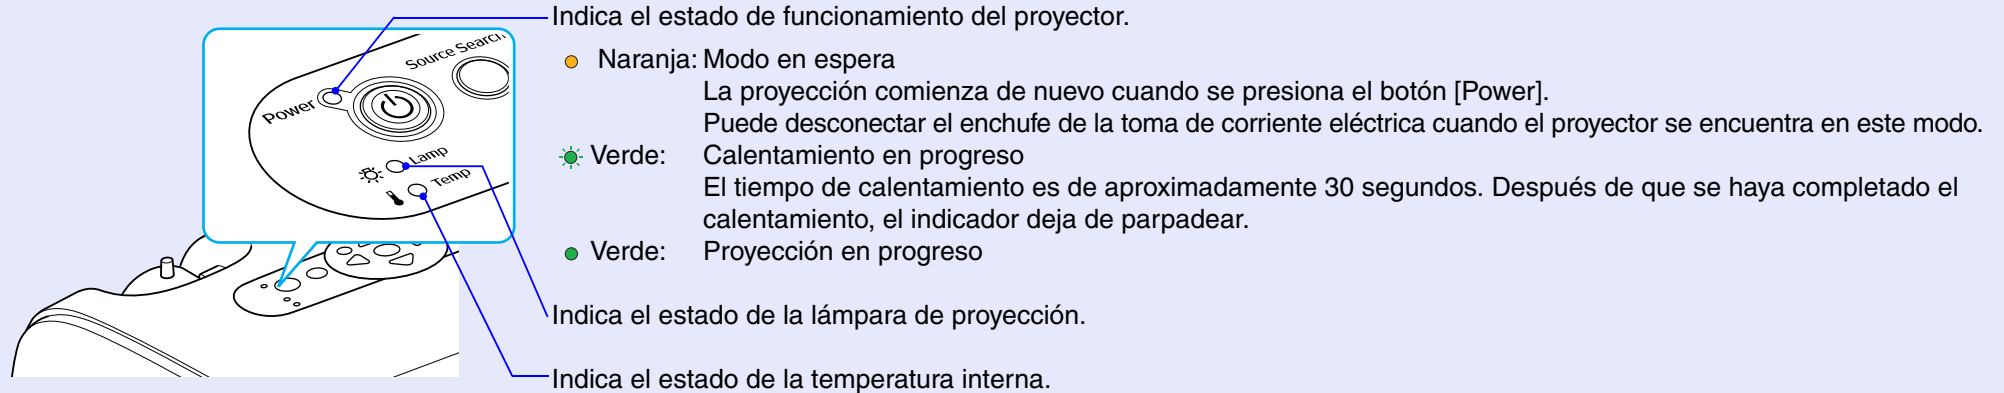 Indica el estado de funcionamiento del proyector.
Source Search
Power
Lamp
Temp
Naranja: Modo en espera
La proyección comienza de nuevo cuando se presiona el botón [Power].
Puede desconectar el enchufe de la toma de corriente eléctrica cuando el proyector se encuentra en este modo.
Verde: Calentamiento en progreso
El tiempo de calentamiento es de aproximadamente 30 segundos. Después de que se haya completado el
calentamiento, el indicador deja de parpadear.
Verde: Proyección en progreso
Indica el estado de la lámpara de proyección.
Indica el estado de la temperatura interna.